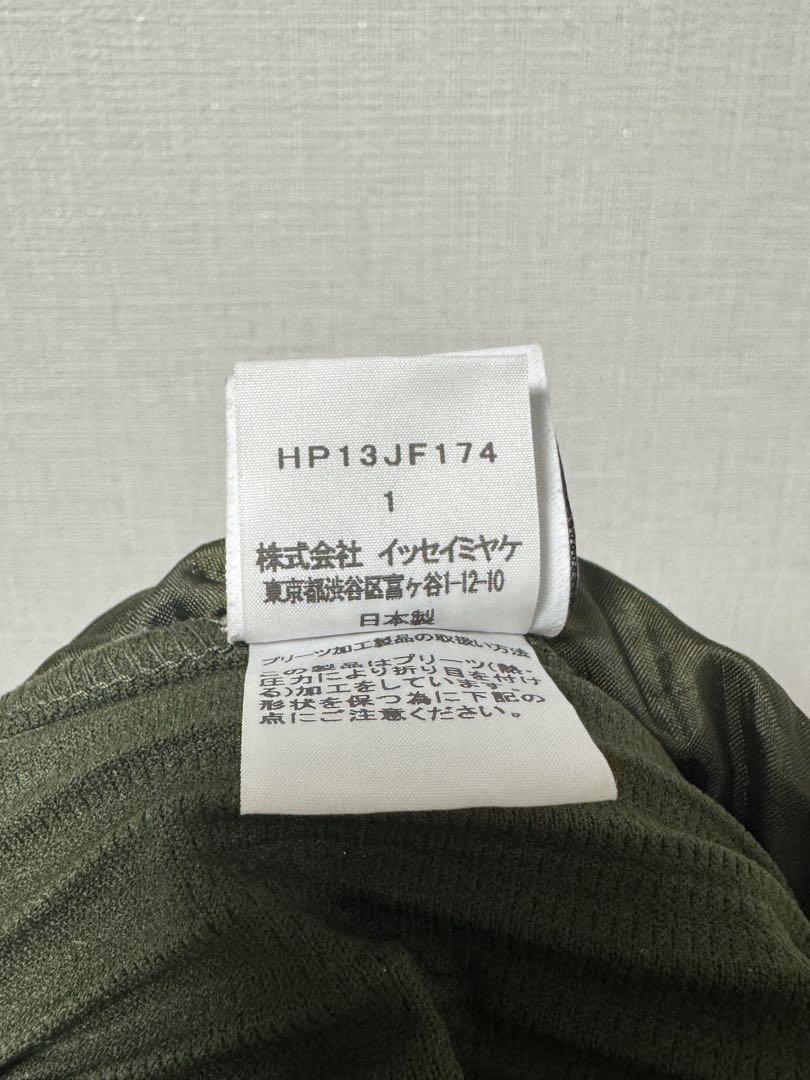 HP13JF174
1
株式会社 イッセイミヤケ
東京都渋谷区富ヶ谷1-12-10
日本製
プリーツ加工製品の取扱い方法
この製品はプリーツ(熱、
圧力により折り目を付け
る)加工をしています。
形状を保つ為に下記の
点にご注意ください。